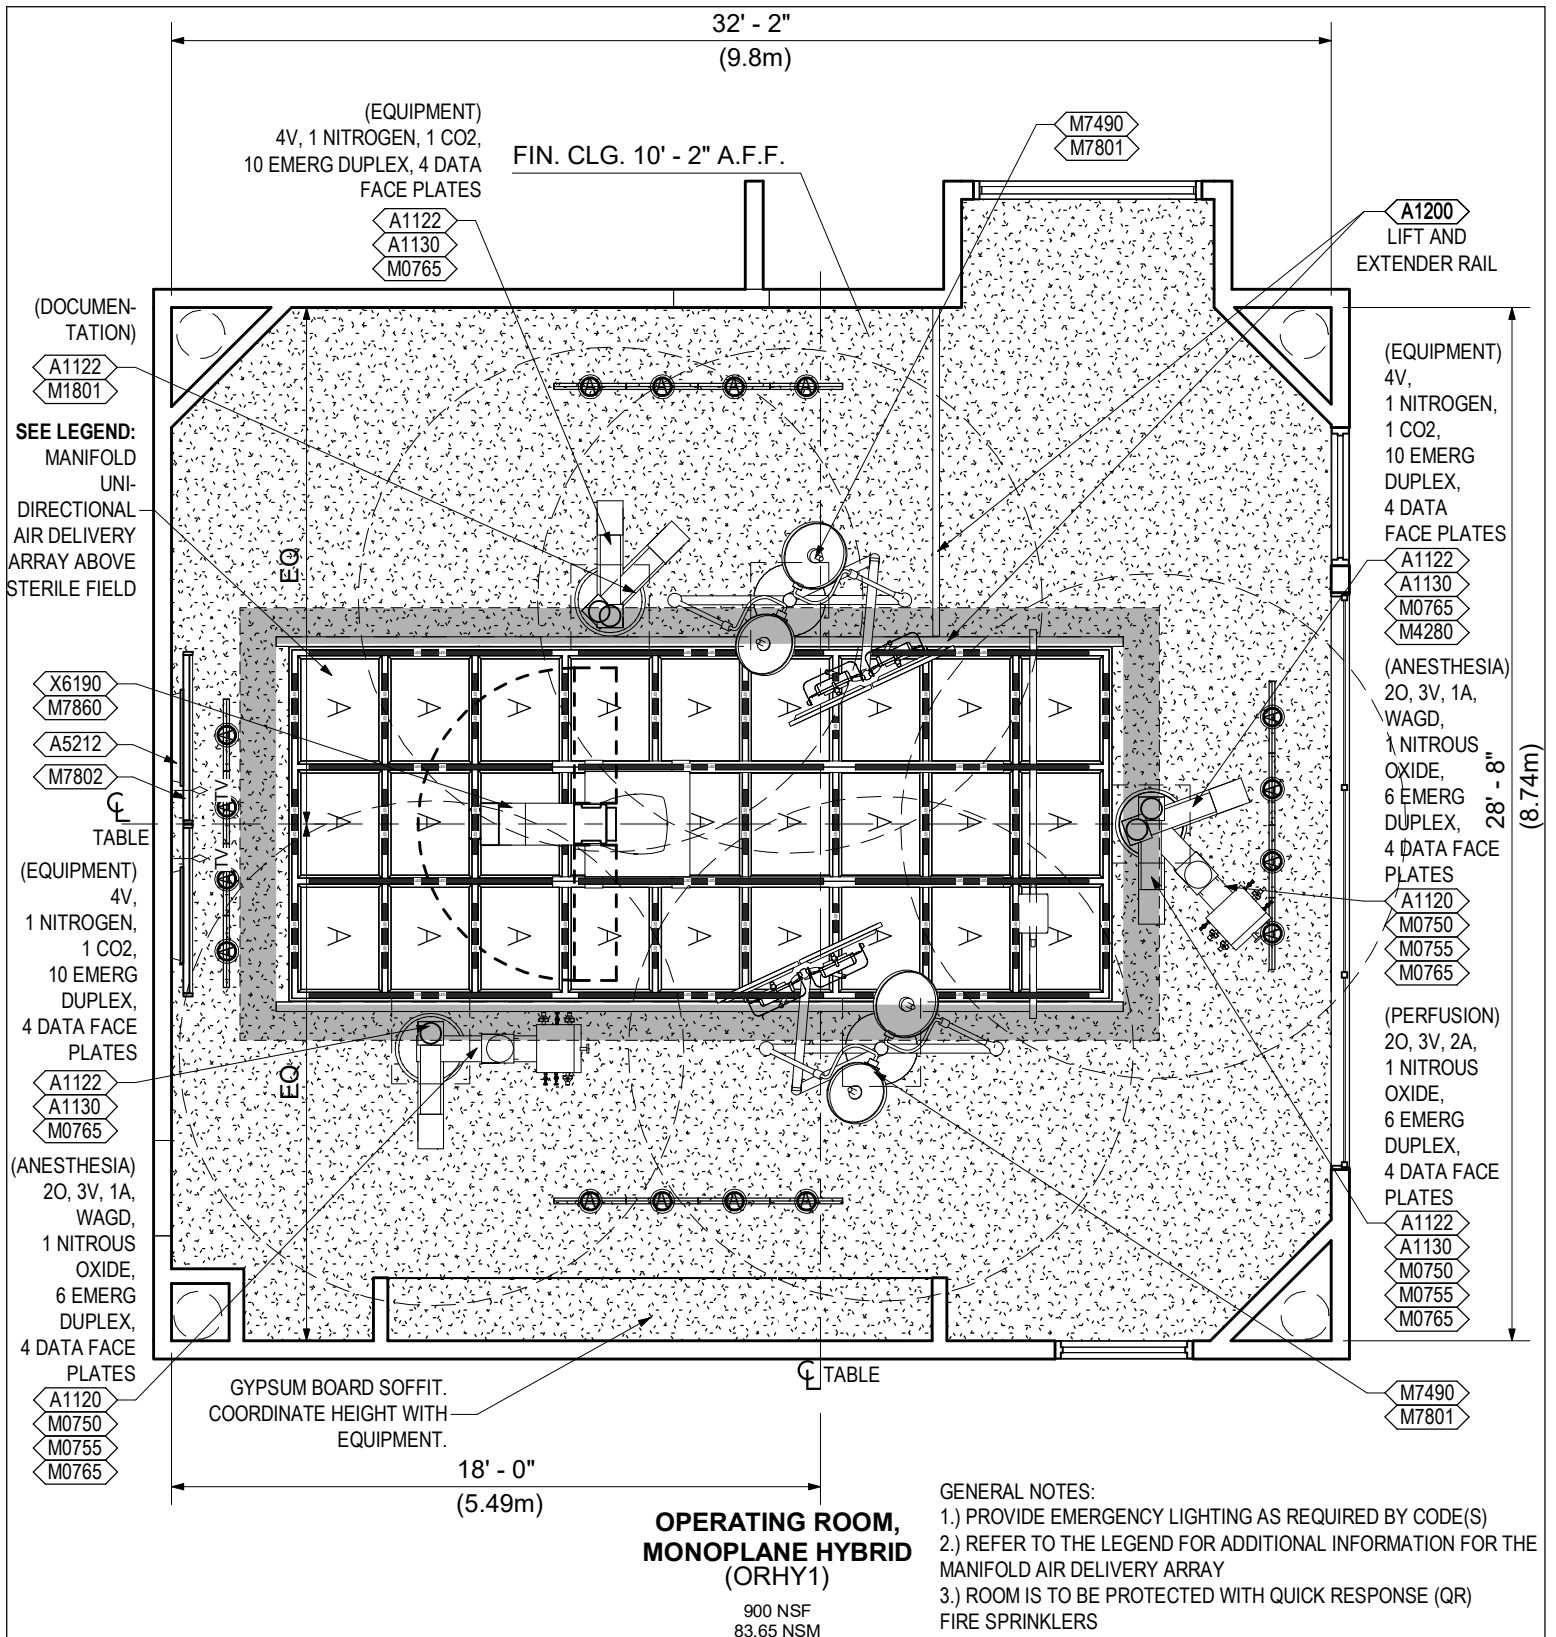 32' - 2"
(9.8m)
(EQUIPMENT)
4V, 1 NITROGEN, 1 CO2,
10 EMERG DUPLEX, 4 DATA
FACE PLATES
A1122
A1130
M0765
FIN. CLG. 10' - 2" A.F.F.
M7490
M7801
A1200
LIFT AND
EXTENDER RAIL
(DOCUMEN-
TATION)
A1122
M1801
SEE LEGEND:
MANIFOLD
UNI-
DIRECTIONAL
AIR DELIVERY
ARRAY ABOVE
STERILE FIELD
X6190
M7860
A5212
M7802
CL
TABLE
(EQUIPMENT)
4V,
1 NITROGEN,
1 CO2,
10 EMERG
DUPLEX,
4 DATA FACE
PLATES
A1122
A1130
M0765
(ANESTHESIA)
2O, 3V, 1A,
WAGD,
1 NITROUS
OXIDE,
6 EMERG
DUPLEX,
4 DATA FACE
PLATES
A1120
M0750
M0755
M0765
EQ
EQ
A A A A
A A A A
A A A A
A A A A
A A A A A A A A A
A A A A A A A A A
A A A A A A A A A
(EQUIPMENT)
4V,
1 NITROGEN,
1 CO2,
10 EMERG
DUPLEX,
4 DATA
FACE PLATES
A1122
A1130
M0765
M4280
(ANESTHESIA)
2O, 3V, 1A,
WAGD,
1 NITROUS
OXIDE,
6 EMERG
DUPLEX,
4 DATA FACE
PLATES
A1120
M0750
M0755
M0765
28' - 8"
(8.74m)
(PERFUSION)
2O, 3V, 2A,
1 NITROUS
OXIDE,
6 EMERG
DUPLEX,
4 DATA FACE
PLATES
A1122
A1130
M0750
M0755
M0765
M7490
M7801
GYPSUM BOARD SOFFIT.
COORDINATE HEIGHT WITH
EQUIPMENT.
CL TABLE
18' - 0"
(5.49m)
OPERATING ROOM,
MONOPLANE HYBRID
(ORHY1)
900 NSF
83.65 NSM
GENERAL NOTES:
1.) PROVIDE EMERGENCY LIGHTING AS REQUIRED BY CODE(S)
2.) REFER TO THE LEGEND FOR ADDITIONAL INFORMATION FOR THE
MANIFOLD AIR DELIVERY ARRAY
3.) ROOM IS TO BE PROTECTED WITH QUICK RESPONSE (QR)
FIRE SPRINKLERS